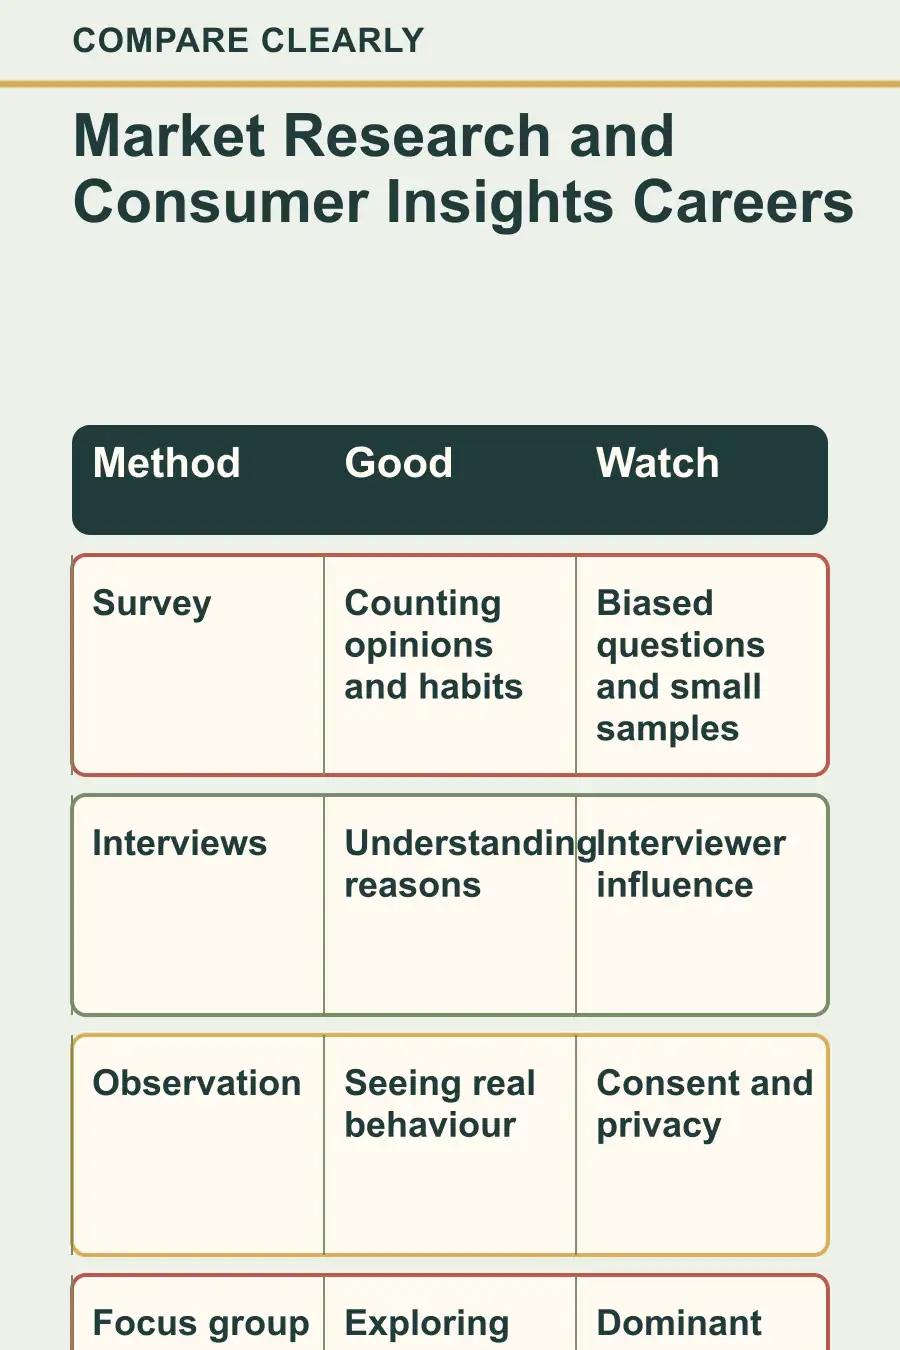 COMPARE CLEARLY
Market Research and
Consumer Insights Careers
Method Good Watch
Survey
Counting
opinions
and habits
Biased
questions
and small
samples
Interviews
Understanding
reasons
Interviewer
influence
Observation
Seeing real
behaviour
Consent and
privacy
Focus group
Exploring
Dominant